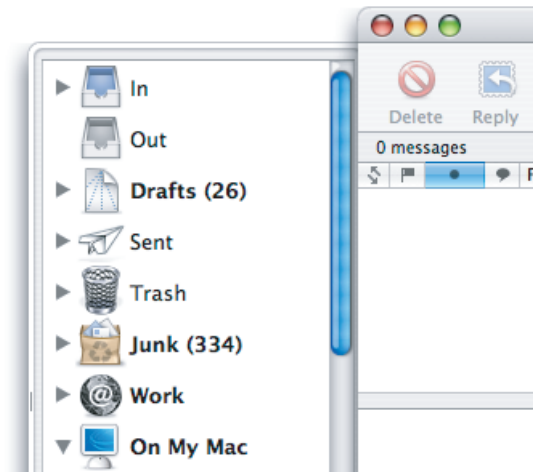 In
Out
Drafts (26)
Sent
Trash
Junk (334)
Work
On My Mac
Delete Reply
0 messages